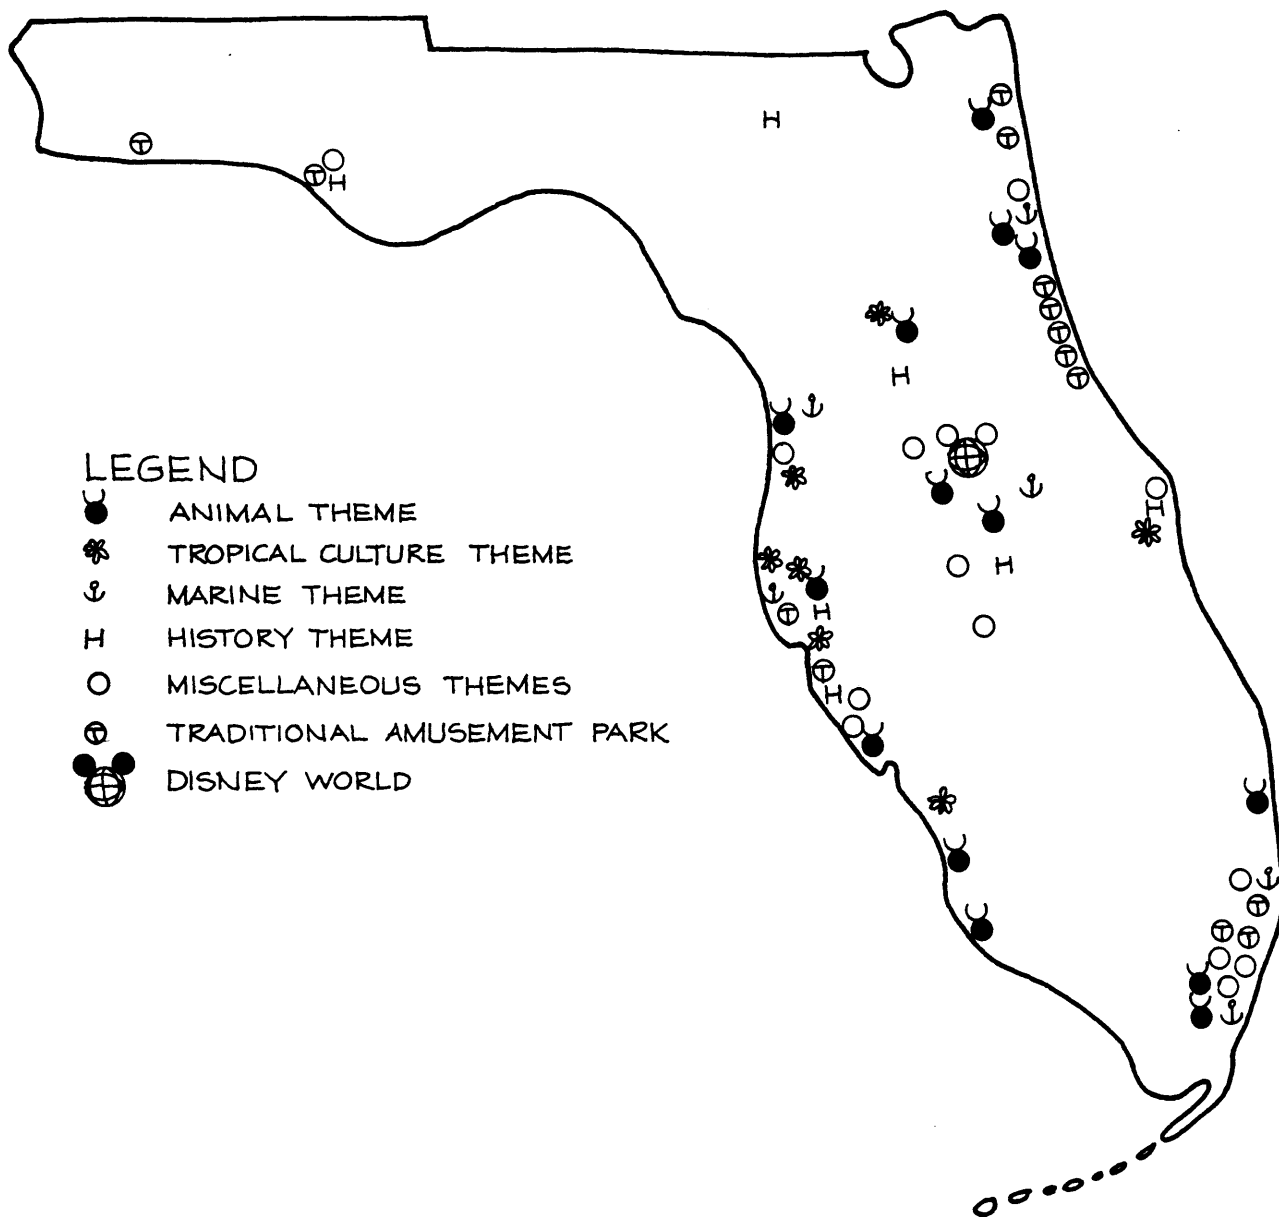 LEGEND
ANIMAL THEME
TROPICAL CULTURE THEME
MARINE THEME
H HISTORY THEME
MISCELLANEOUS THEMES
T TRADITIONAL AMUSEMENT PARK
DISNEY WORLD